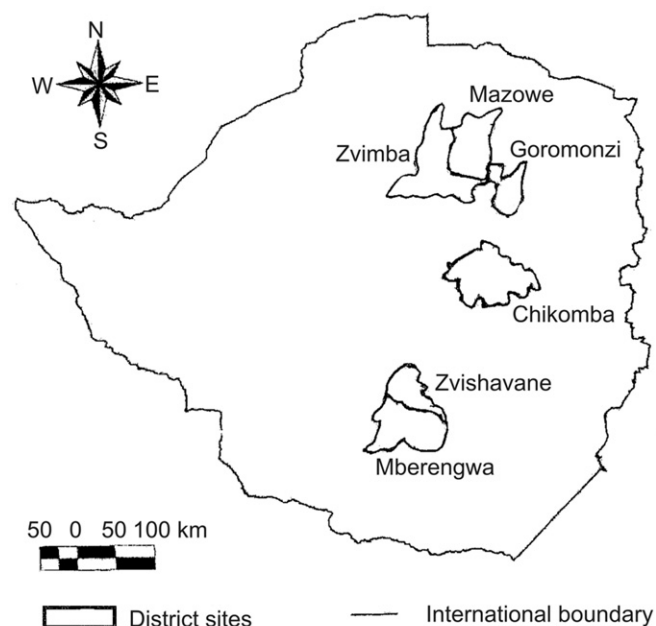 N
W E
S
Mazowe
Zvimba
Goromonzi
Chikomba
Zvishavane
Mberengwa
50 0 50 100 km
District sites
International boundary